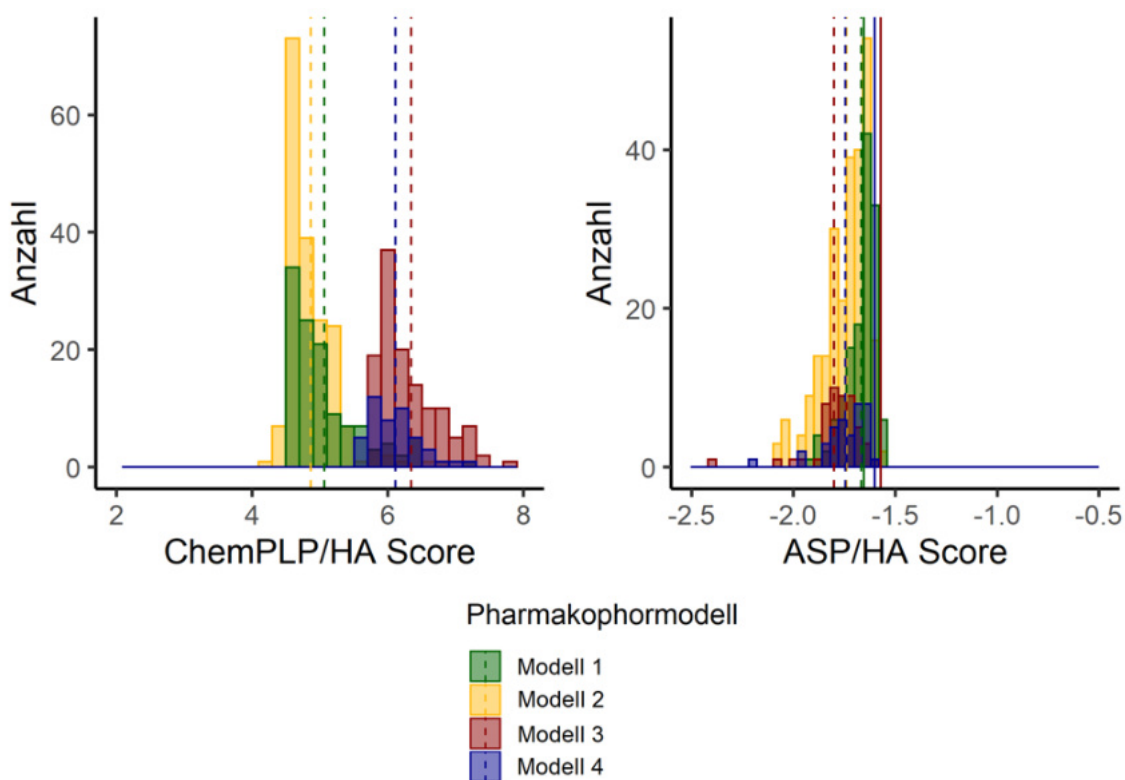 Anzahl
60
40
20
0
2 4 6 8
ChemPLP/HA Score
Anzahl
40
20
0
-2.5 -2.0 -1.5 -1.0 -0.5
ASP/HA Score
Pharmakophormodell
Modell 1
Modell 2
Modell 3
Modell 4